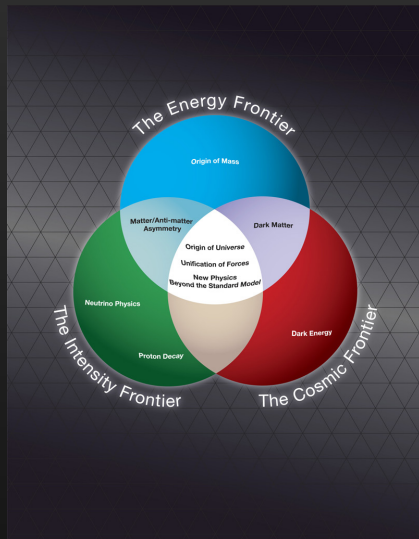 The Energy Frontier
Origin of Mass
Matter/Anti-matter
Asymmetry
Dark Matter
Origin of Universe
Unification of Forces
New Physics
Beyond the Standard Model
Neutrino Physics
Dark Energy
Proton Decay
The Intensity Frontier
The Cosmic Frontier